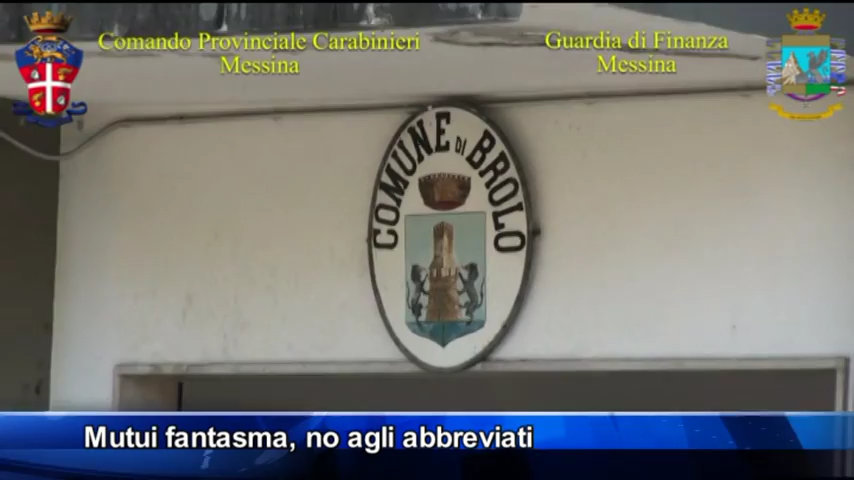 Comando Provinciale Carabinieri
Messina
Guardia di Finanza
Messina
COMUNE DI BROLO
Mutui fantasma, no agli abbreviati